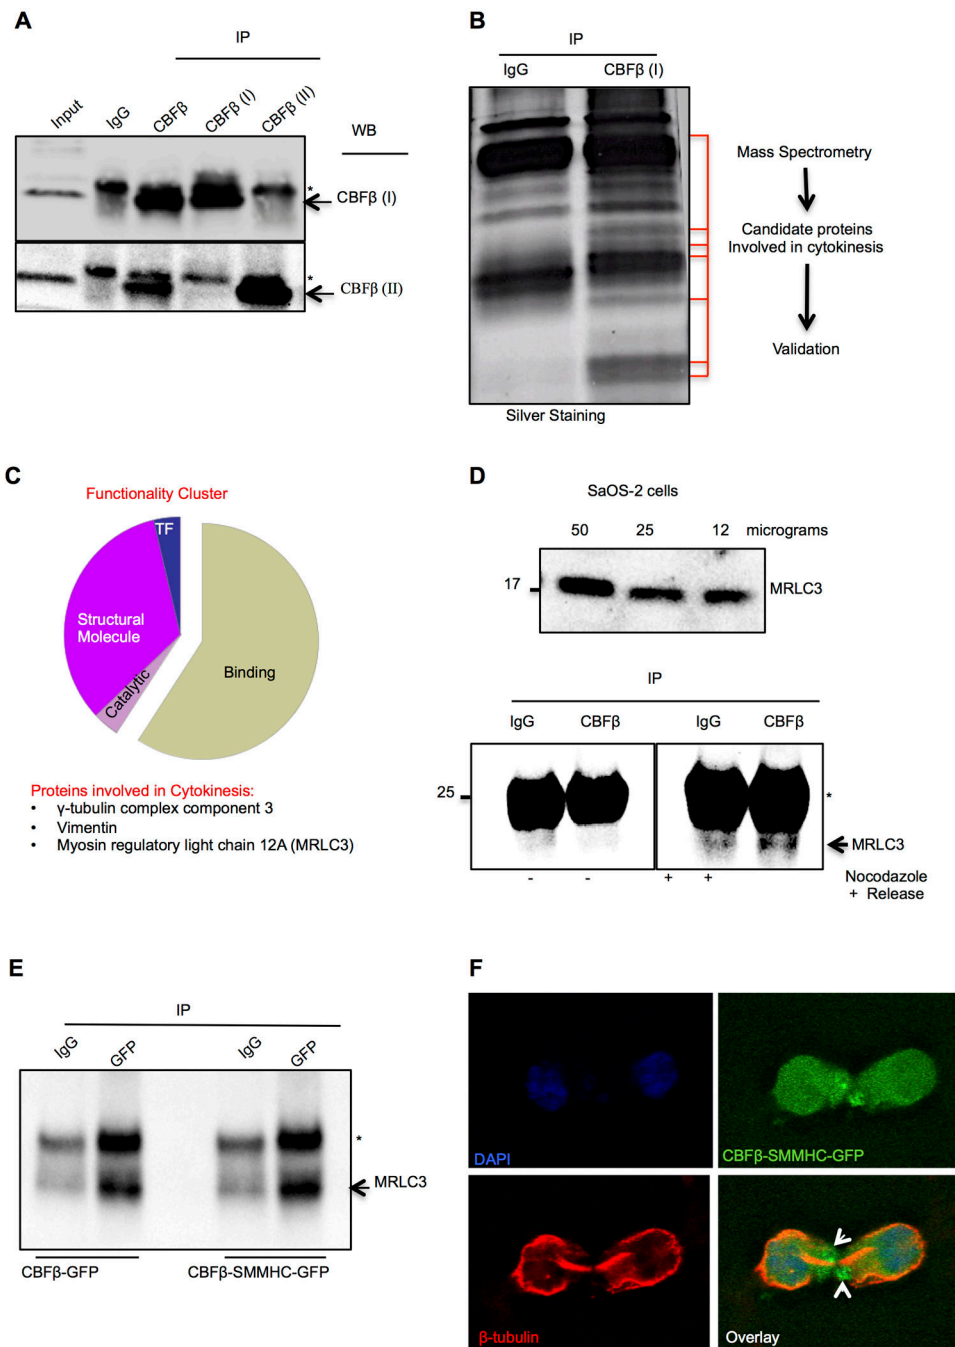 A
IP
Input
IgG
CBFβ
CBFβ (I)
CBFβ (II)
WB
*
CBFβ (I)
*
CBFβ (II)
B
IP
IgG
CBFβ (I)
Mass Spectrometry
Candidate proteins
Involved in cytokinesis
Validation
Silver Staining
C
Functionality Cluster
TF
Structural
Molecule
Catalytic
Binding
Proteins involved in Cytokinesis:
• γ-tubulin complex component 3
• Vimentin
• Myosin regulatory light chain 12A (MRLC3)
D
SaOS-2 cells
50 25 12 micrograms
17
MRLC3
IP
IgG CBFβ IgG CBFβ
25
*
MRLC3
- - + + Nocodazole
+ Release
E
IP
IgG
GFP
IgG
GFP
*
MRLC3
CBFβ-GFP
CBFβ-SMMHC-GFP
F
DAPI
CBFβ-SMMHC-GFP
β-tubulin
Overlay